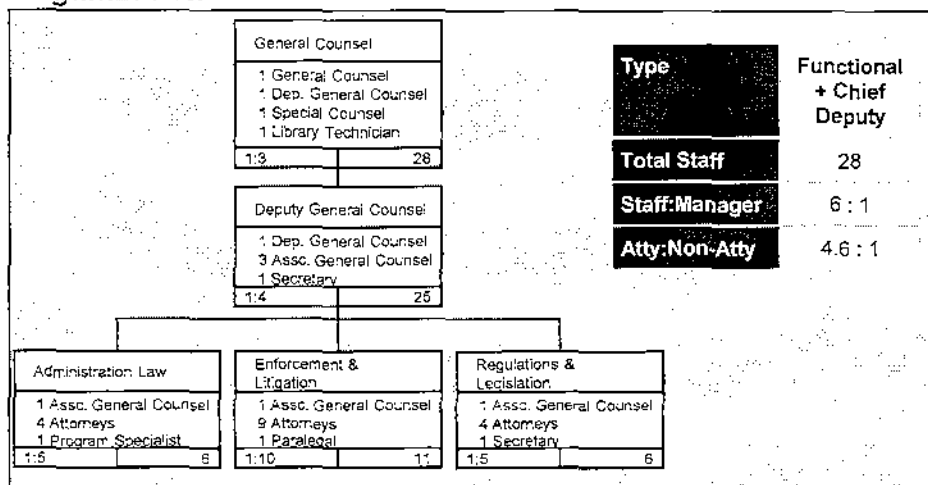 General Counsel
1 General Counsel
1 Dep. General Counsel
1 Special Counsel
1 Library Technician
1:3 28
Type Functional + Chief Deputy
Total Staff 28
Staff:Manager 6 : 1
Atty:Non-Atty 4.6 : 1
Deputy General Counsel
1 Dep. General Counsel
3 Assc. General Counsel
1 Secretary
1:4 25
Administration Law
1 Assc. General Counsel
4 Attorneys
1 Program Specialist
1:5 6
Enforcement &
Litigation
1 Assc. General Counsel
9 Attorneys
1 Paralegal
1:10 11
Regulations &
Legislation
1 Assc. General Counsel
4 Attorneys
1 Secretary
1:5 6